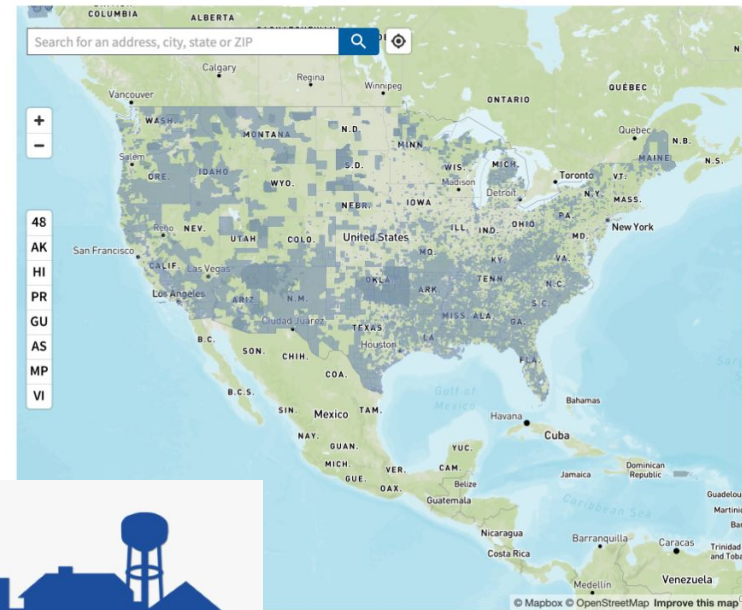 COLUMBIA
ALBERTA
Search for an address, city, state or ZIP
Calgary
Regina
Winnipeg
Vancouver
ONTARIO
QUÉBEC
+
−
WASH.
MONTANA
N.D.
MINN.
Quebec
N.B.
MAINE
N.S.
Salem
ORE.
IDAHO
S.D.
WIS.
MICH.
Toronto
VT.
WYO.
Madison
Detroit
N.Y.
MASS.
NEBR.
IOWA
PA.
48
AK
HI
PR
GU
AS
MP
VI
Reno
NEV.
UTAH
COLO.
United States
ILL.
IND.
OHIO
MD.
New York
San Francisco
CALIF.
Las Vegas
MO.
KY.
VA.
Los Angeles
ARIZ.
N.M.
OKLA.
ARK.
TENN.
N.C.
S.C.
Ciudad Juárez
TEXAS
MISS.
ALA.
GA.
B.C.
SON.
CHIH.
Houston
LA.
FLA.
COA.
B.C.S.
Gulf of
Mexico
SIN.
Mexico
TAM.
Havana
Bahamas
Cuba
NAY.
GUAN.
YUC.
MICH.
VER.
CAM.
Jamaica
Dominican
Republic
GUE.
OAX.
Belize
Guatemala
Caribbean Sea
Nicaragua
Costa Rica
Barranquilla
Caracas
Trinidad
and Toba
Medellín
Venezuela
© Mapbox © OpenStreetMap Improve this map